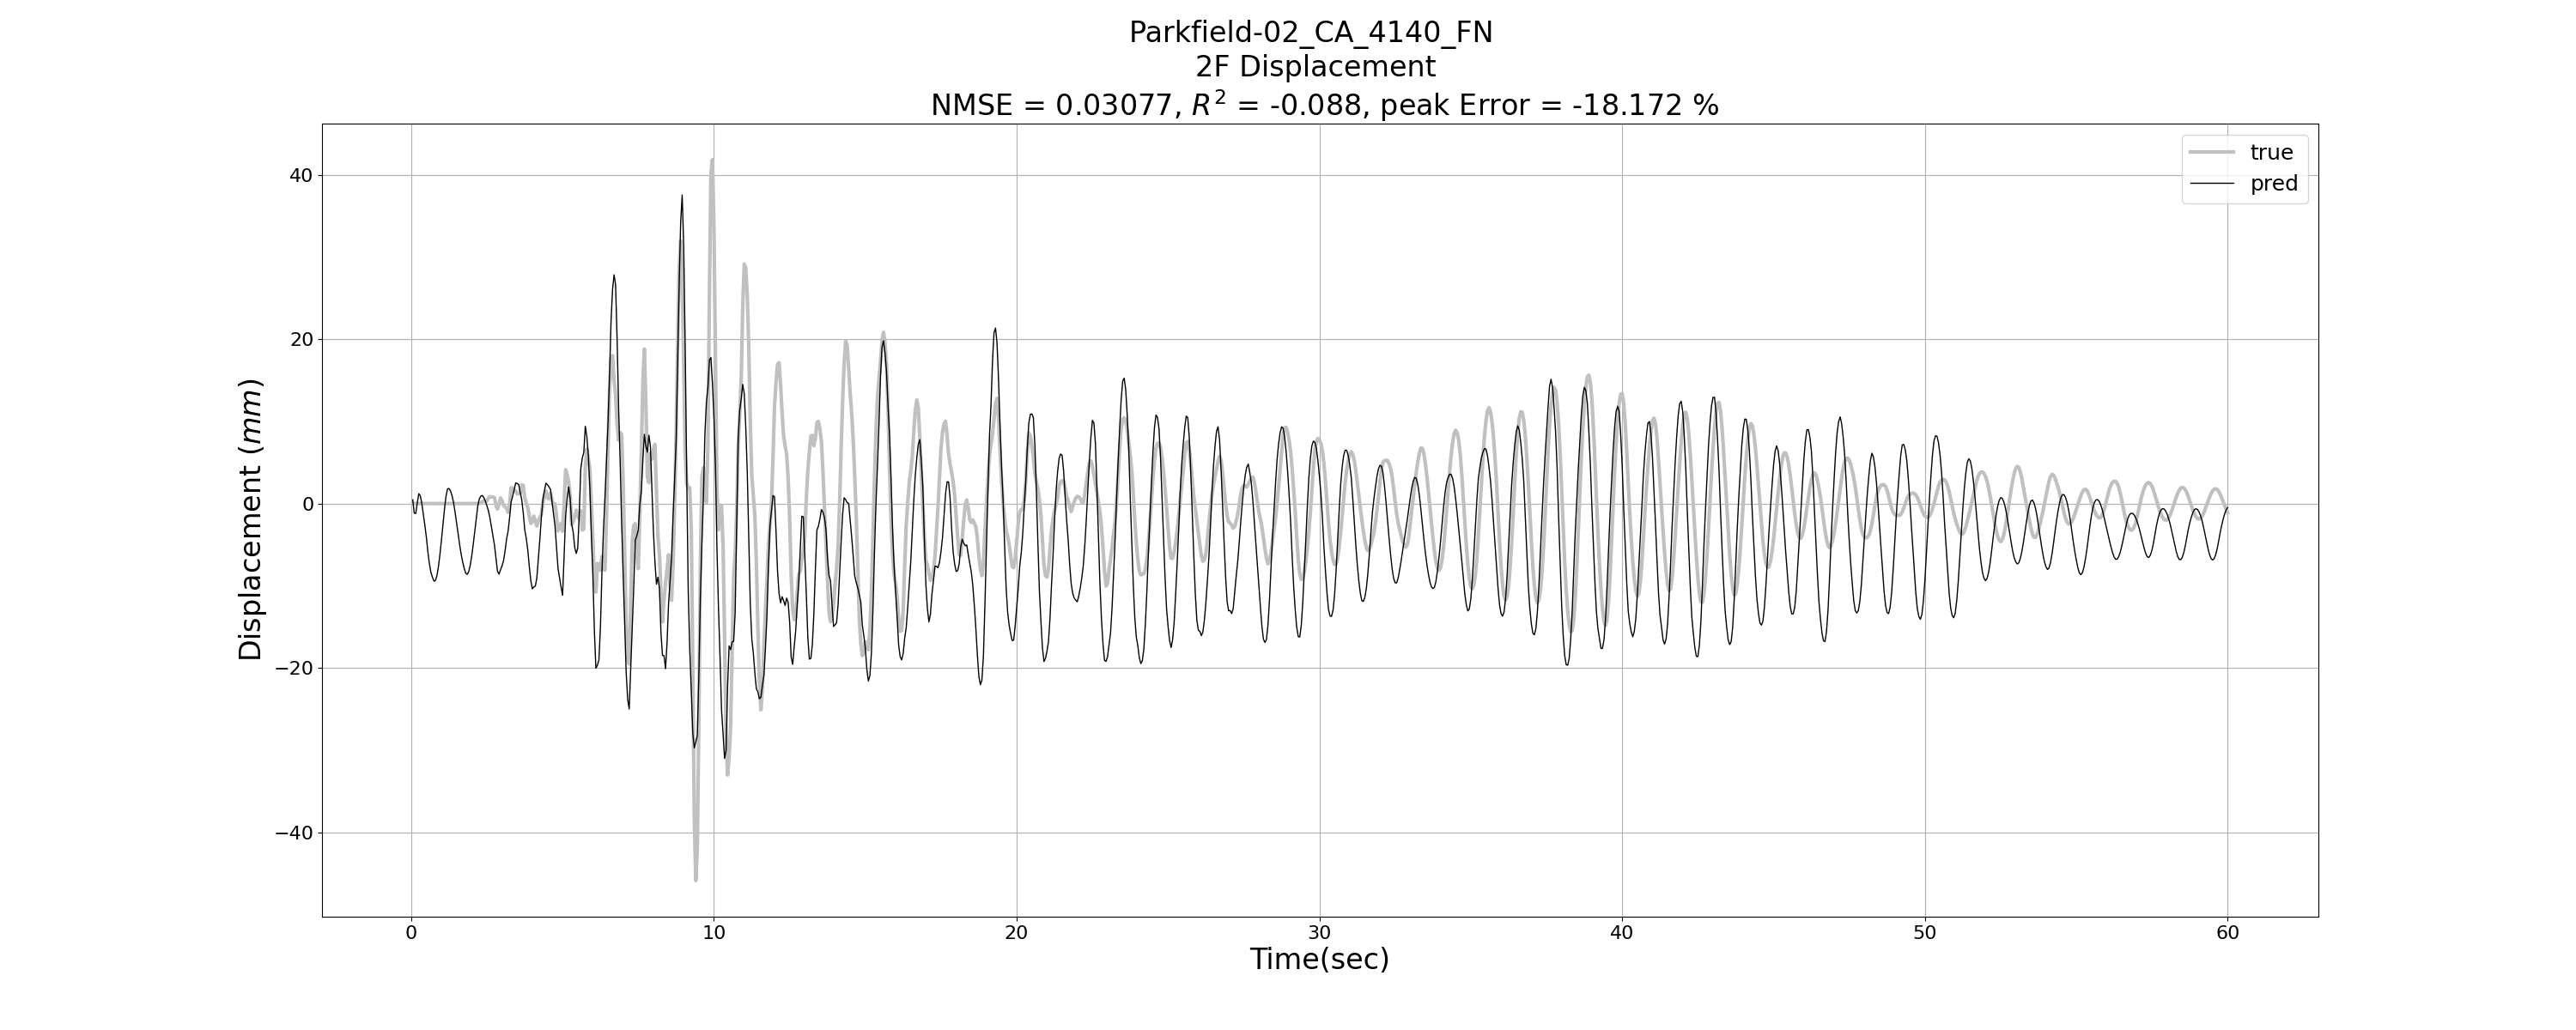 Parkfield-02_CA_4140_FN
2F Displacement
NMSE = 0.03077, R² = -0.088, peak Error = -18.172 %
true
pred
40
20
0
−20
−40
Displacement (mm)
0 10 20 30 40 50 60
Time(sec)